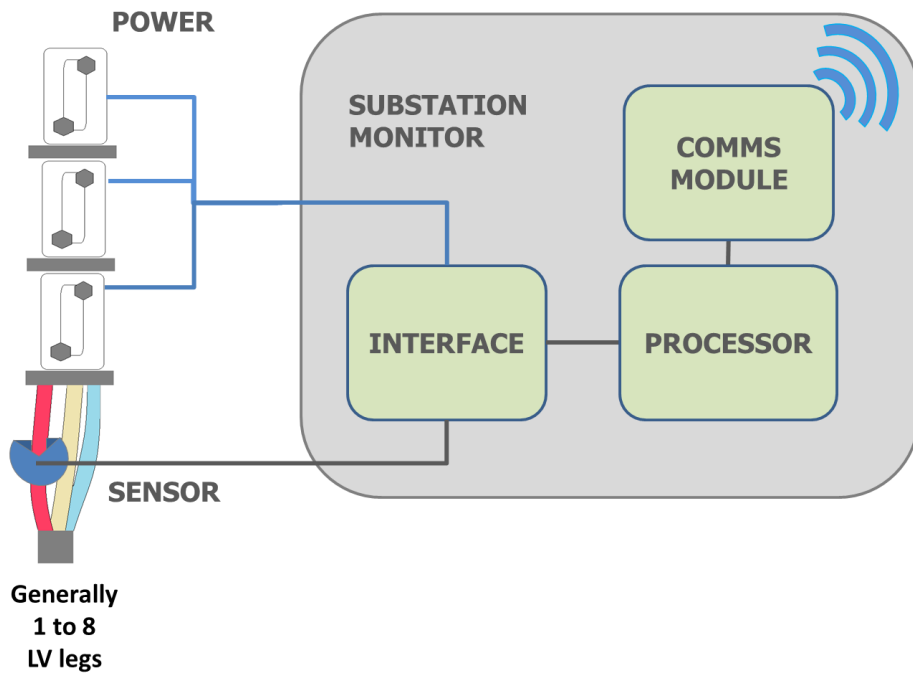 POWER
SUBSTATION
MONITOR
COMMS
MODULE
INTERFACE
PROCESSOR
SENSOR
Generally
1 to 8
LV legs